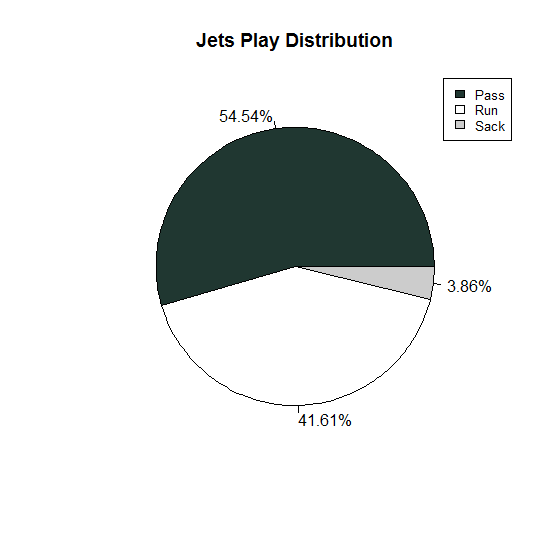 Jets Play Distribution
Pass
Run
Sack
54.54%
3.86%
41.61%